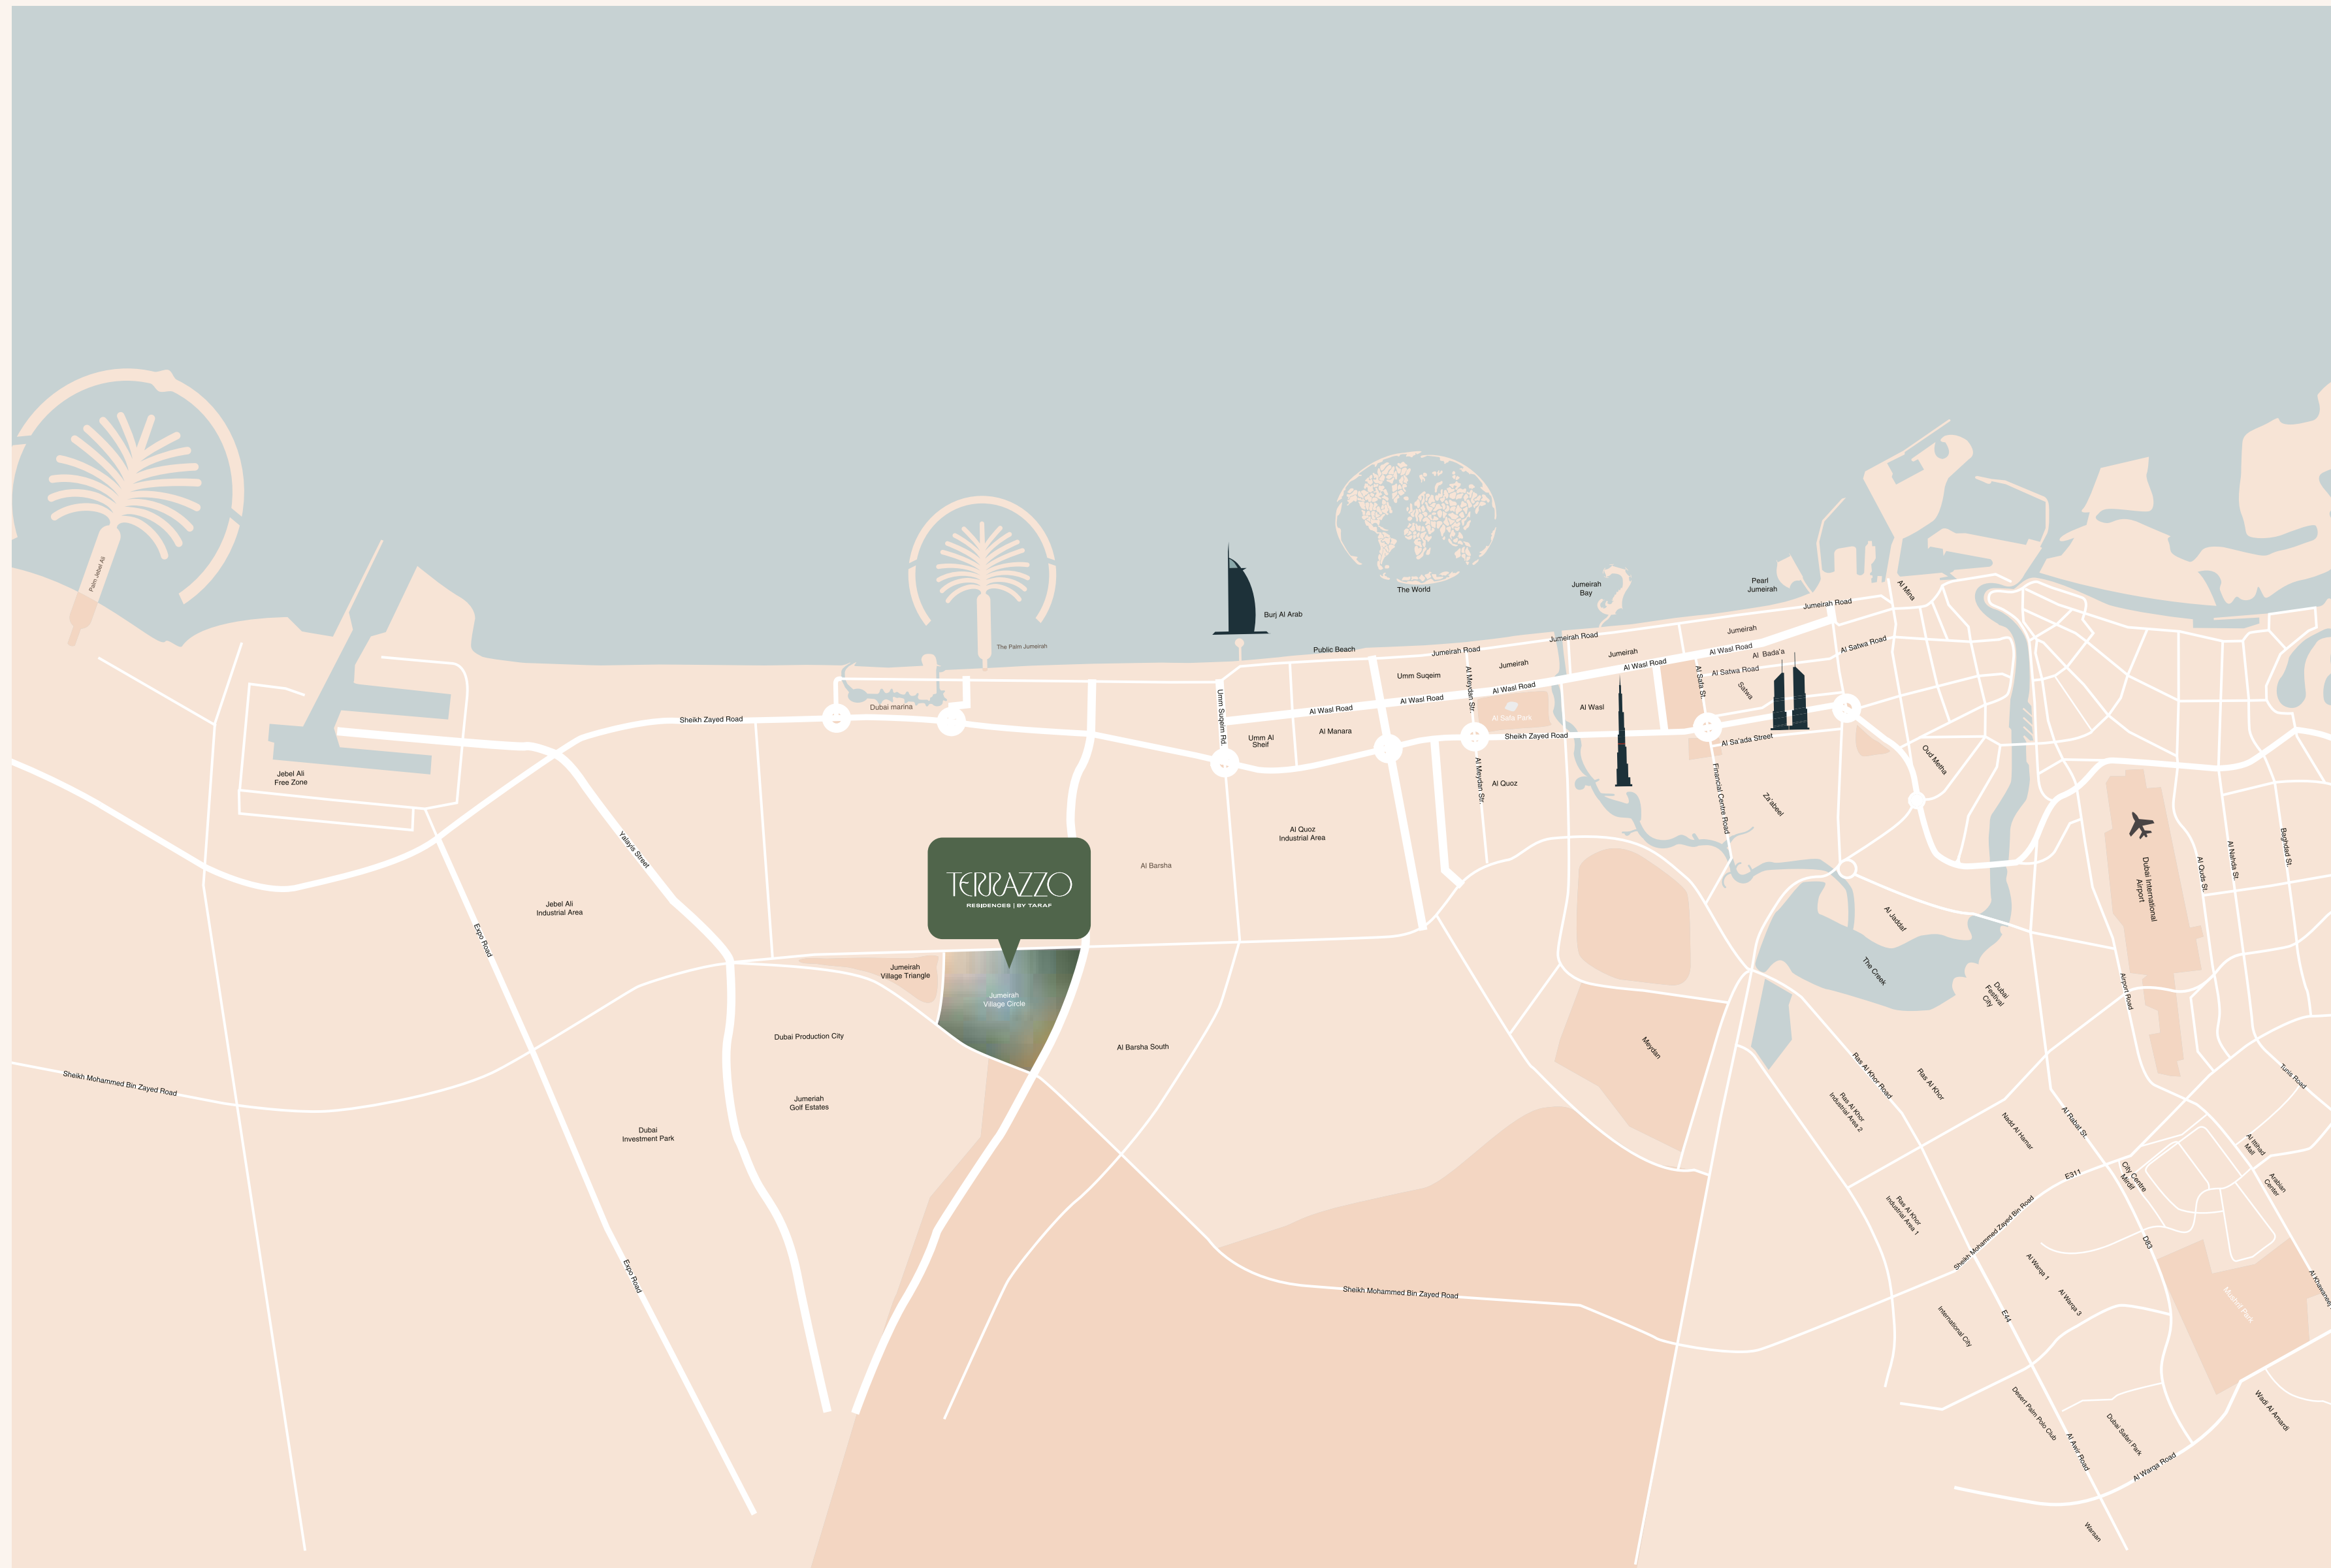 Palm Jebel Ali
The Palm Jumeirah
Burj Al Arab
The World
Jumeirah
Bay
Pearl
Jumeirah
Al Mina
Jumeirah Road
Jumeirah Road
Jumeirah Road
Public Beach
Jumeirah
Jumeirah
Jumeirah
Al Wasl Road
Al Wasl Road
Al Wasl Road
Al Wasl Road
Al Wasl Road
Al Bada'a
Al Satwa Road
Al Satwa Road
Satwa
Al Safa St.
Umm Suqeim
Al Meydan Str.
Al Meydan Str.
Al Safa Park
Al Wasl
Umm Suqeim Rd.
Umm Al
Sheif
Al Manara
Sheikh Zayed Road
Sheikh Zayed Road
Dubai marina
Al Sa'ada Street
Financial Centre Road
Za'abeel
Oud Metha
Al Quoz
Al Quoz
Industrial Area
Jebel Ali
Free Zone
Yalayis Street
Jebel Ali
Industrial Area
Expo Road
Expo Road
TERRAZZO
RESIDENCES | BY TARAF
Al Barsha
Jumeirah
Village Triangle
Jumeirah
Village Circle
Dubai Production City
Al Barsha South
Jumeriah
Golf Estates
Dubai
Investment Park
Sheikh Mohammed Bin Zayed Road
Sheikh Mohammed Bin Zayed Road
Sheikh Mohammed Bin Zayed Road
Meydan
Al Jaddaf
The Creek
Dubai
Festival
City
Dubai International
Airport
Airport Road
Al Quds St.
Al Nahda St.
Baghdad St.
Tunis Road
Ras Al Khor Road
Ras Al Khor
Ras Al Khor
Industrial Area 2
Ras Al Khor
Industrial Area 1
Nadd Al Hamar
Al Rabat St.
E311
City Centre
Mirdif
Al Ittihad
Mall
Arabian
Center
D83
Al Khawaneej
Mushrif Park
Al Warqa 1
Al Warqa 3
E44
International City
Desert Palm Polo Club
Al Awir Road
Dubai Safari Park
Al Warqa Road
Wadi Al Amardi
Warsan